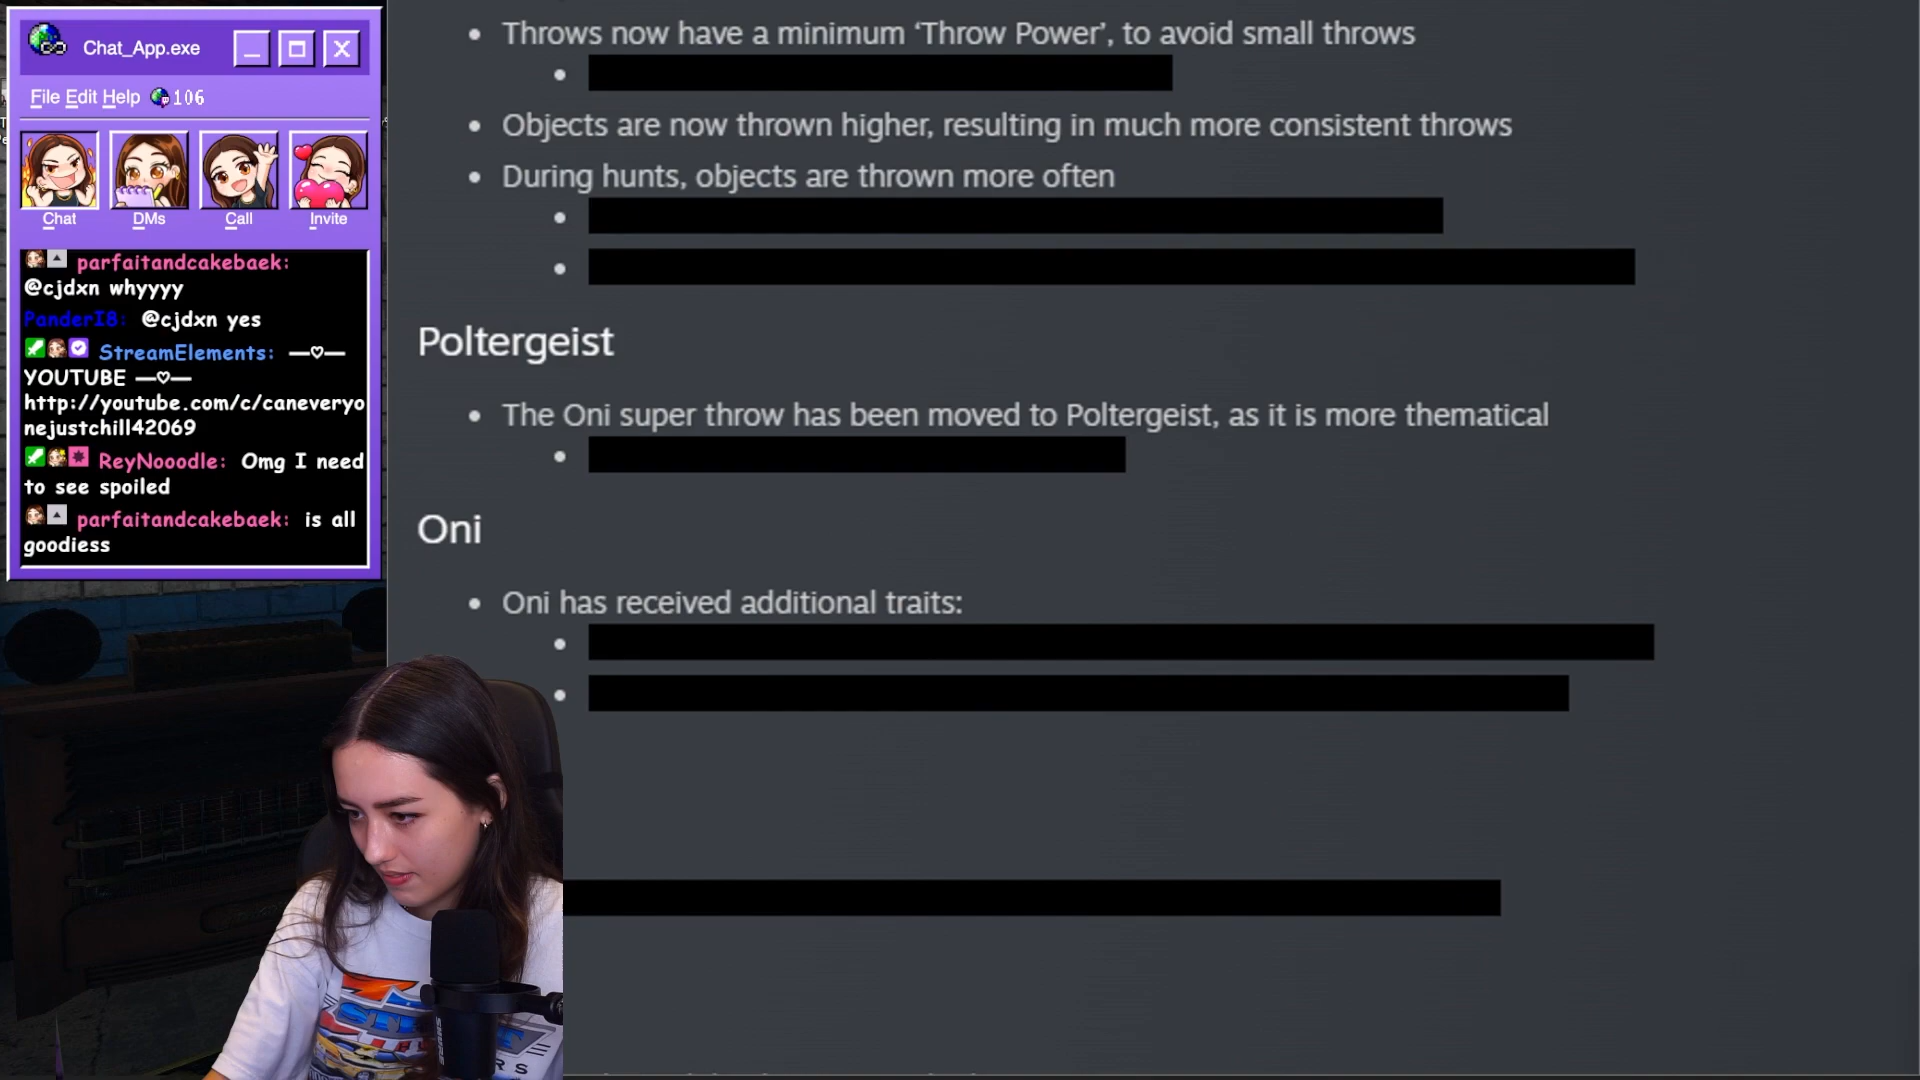 Chat_App.exe
File Edit Help 106
Chat DMs Call Invite
parfaitandcakebaek:
@cjdxn whyyyy
PanderI8: @cjdxn yes
StreamElements: —♡—
YOUTUBE —♡—
http://youtube.com/c/caneveryo
nejustchill42069
ReyNooodle: Omg I need
to see spoiled
parfaitandcakebaek: is all
goodiess
• Throws now have a minimum ‘Throw Power’, to avoid small throws
• Objects are now thrown higher, resulting in much more consistent throws
• During hunts, objects are thrown more often
Poltergeist
• The Oni super throw has been moved to Poltergeist, as it is more thematical
Oni
• Oni has received additional traits:
SHURE